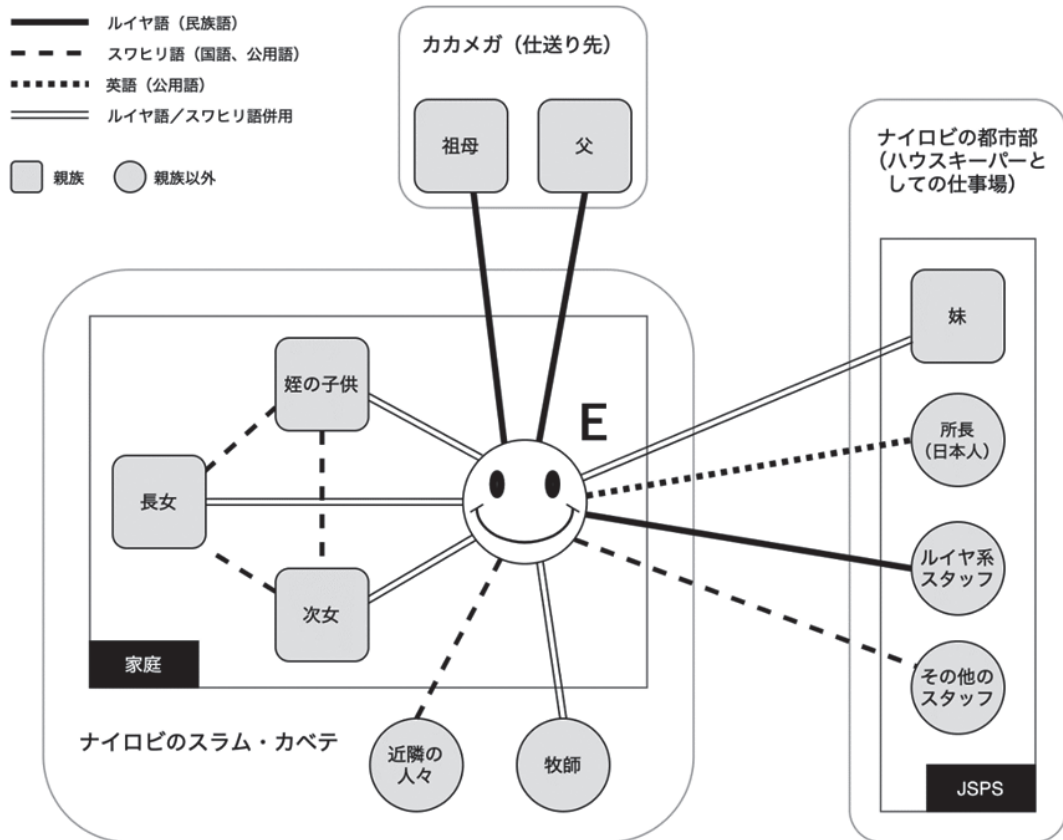 ルイヤ語（民族語）
スワヒリ語（国語、公用語）
英語（公用語）
ルイヤ語／スワヒリ語併用
親族
親族以外
カカメガ（仕送り先）
祖母
父
ナイロビの都市部
（ハウスキーパーと
しての仕事場）
妹
所長
（日本人）
ルイヤ系
スタッフ
その他の
スタッフ
JSPS
E
姪の子供
長女
次女
家庭
ナイロビのスラム・カベテ
近隣の
人々
牧師